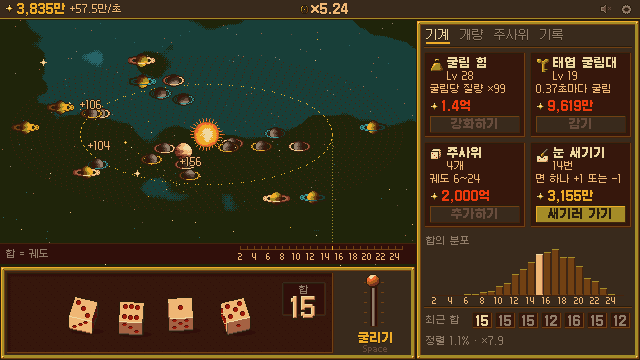 3,835만 +57.5만/초
×5.24
기계 개량 주사위 기록
굴림 힘
Lv 28
굴림당 질량 ×99
1.4억
강화하기
태엽 굴림대
Lv 19
0.37초마다 굴림
9,619만
감기
주사위
4개
궤도 6~24
2,000억
추가하기
눈 새기기
14번
면 하나 +1 또는 -1
3,155만
새기러 가기
+106
+104
+156
합 = 궤도
2 4 6 8 10 12 14 16 18 20 22 24
합
15
굴리기
Space
합의 분포
2 4 6 8 10 12 14 16 18 20 22 24
최근 합 15 15 15 12 16 15 12
정렬 1.1% · ×7.9